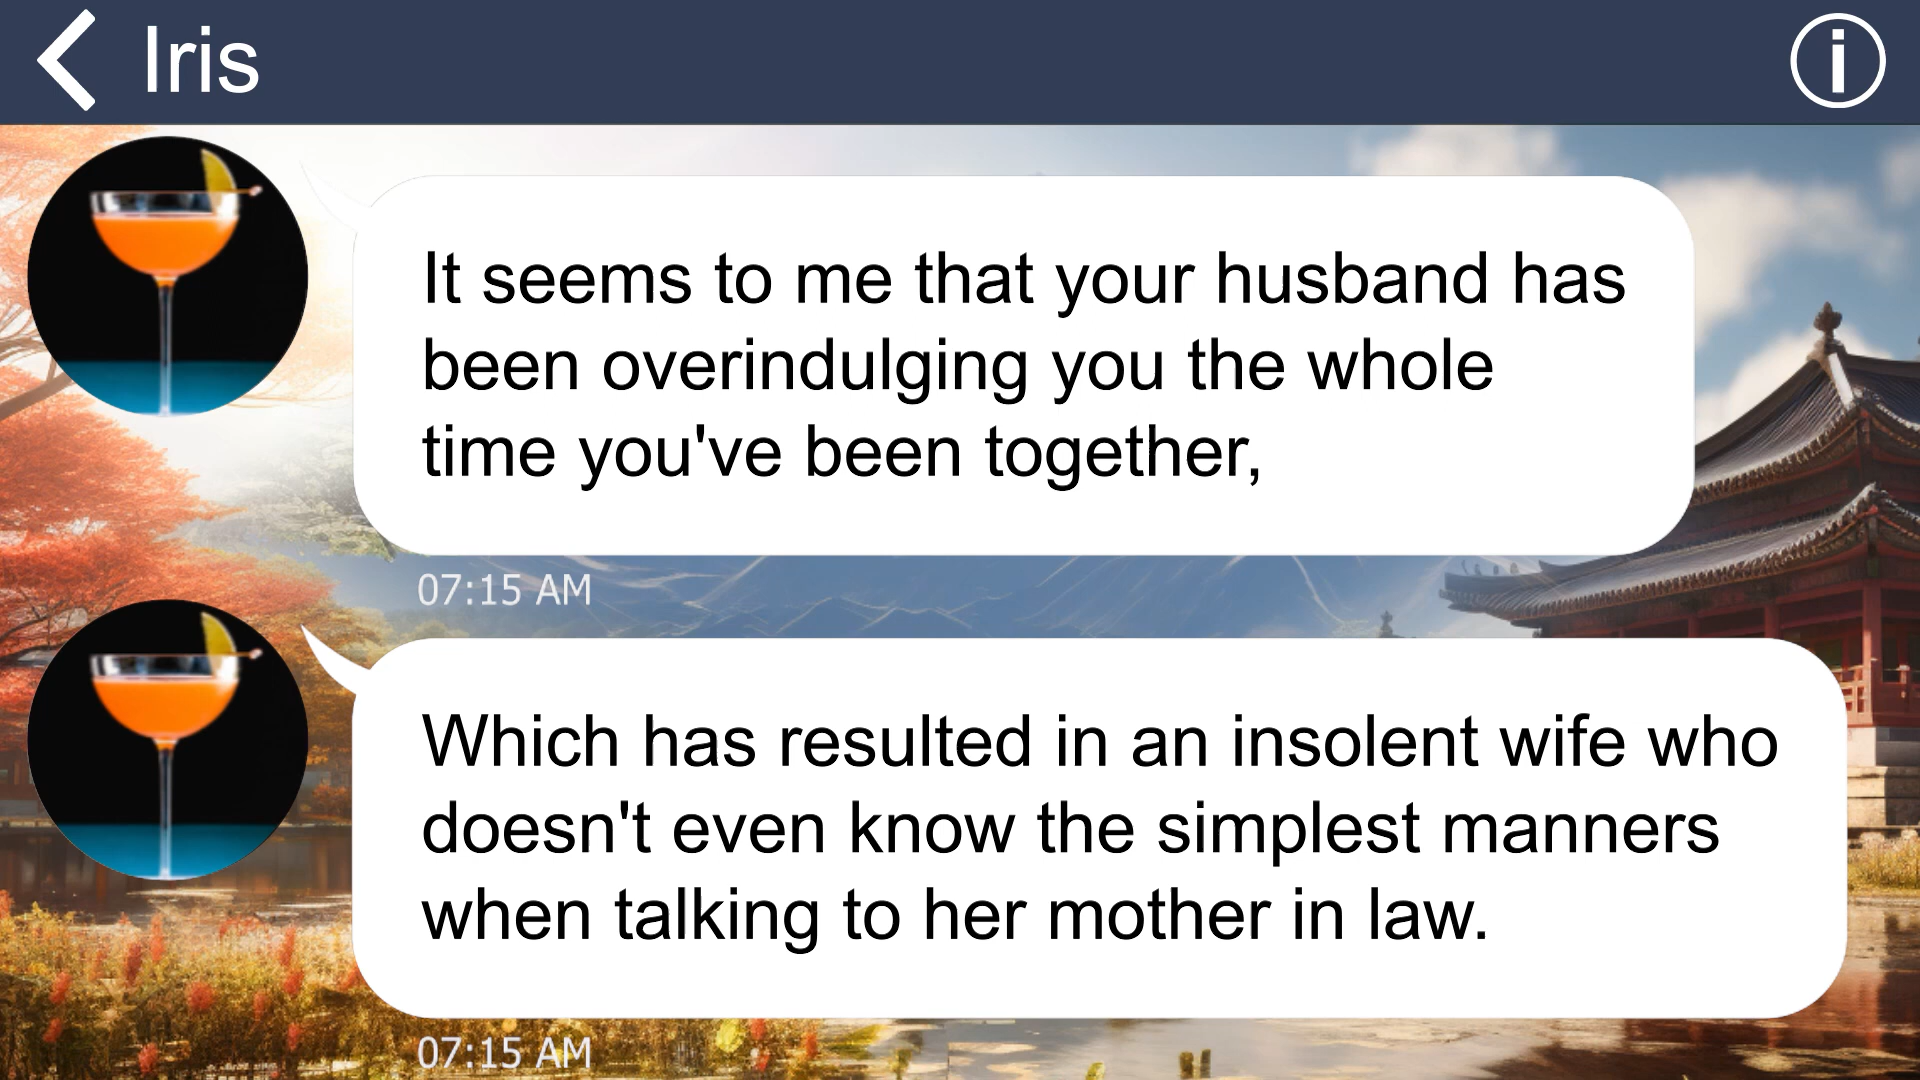 Iris
It seems to me that your husband has
been overindulging you the whole
time you've been together,
07:15 AM
Which has resulted in an insolent wife who
doesn't even know the simplest manners
when talking to her mother in law.
07:15 AM